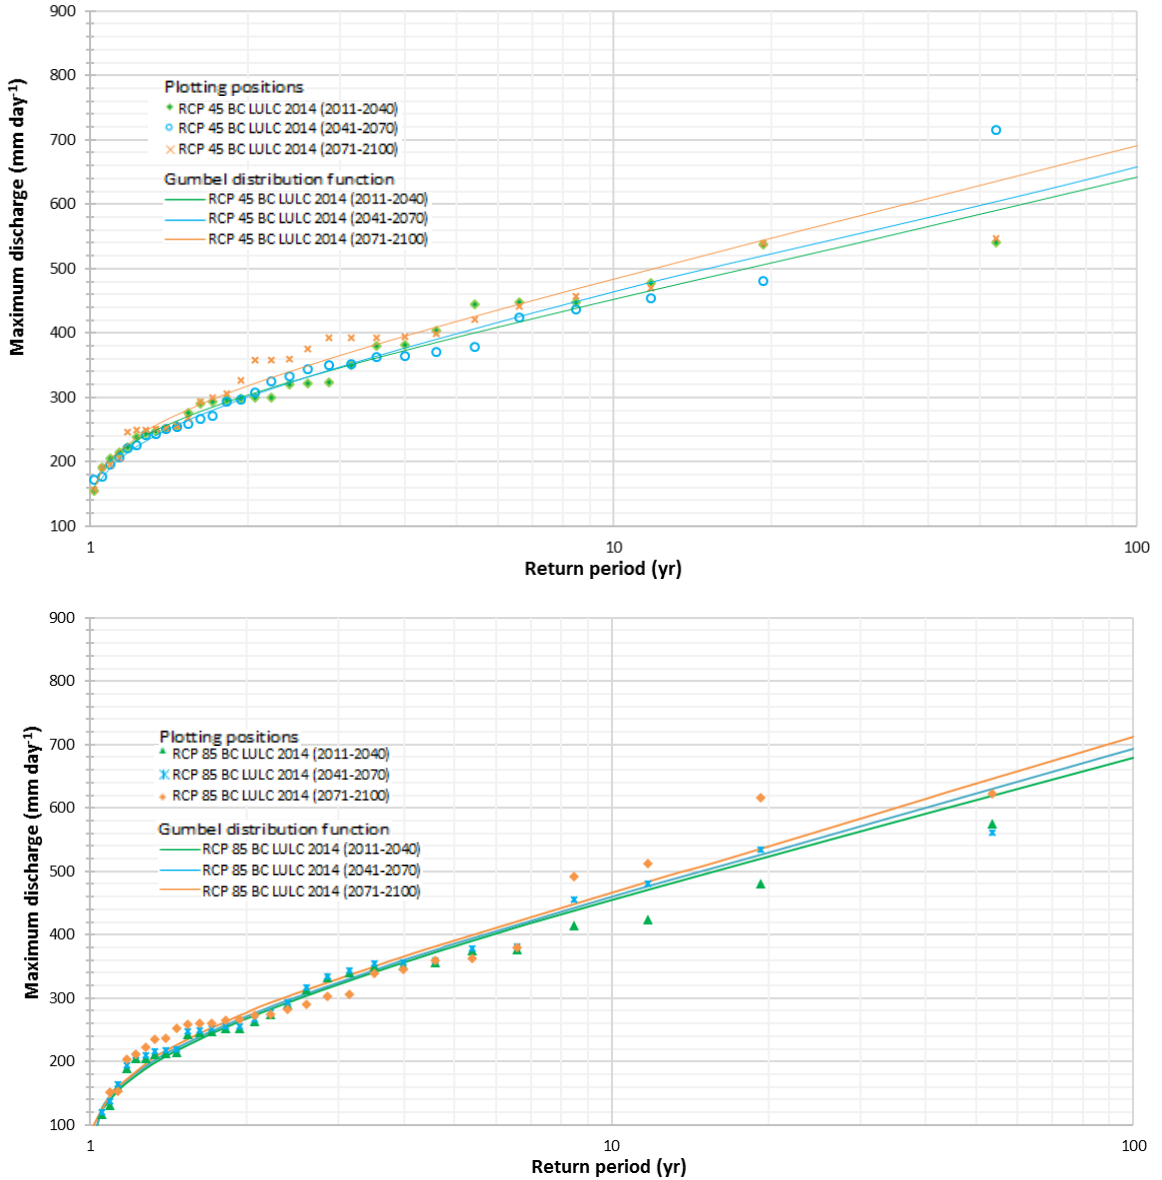 900
800
700
600
500
400
300
200
100
Maximum discharge (mm day-1)
Plotting positions
RCP 45 BC LULC 2014 (2011-2040)
RCP 45 BC LULC 2014 (2041-2070)
RCP 45 BC LULC 2014 (2071-2100)
Gumbel distribution function
RCP 45 BC LULC 2014 (2011-2040)
RCP 45 BC LULC 2014 (2041-2070)
RCP 45 BC LULC 2014 (2071-2100)
1 10 100
Return period (yr)
900
800
700
600
500
400
300
200
100
Maximum discharge (mm day-1)
Plotting positions
RCP 85 BC LULC 2014 (2011-2040)
RCP 85 BC LULC 2014 (2041-2070)
RCP 85 BC LULC 2014 (2071-2100)
Gumbel distribution function
RCP 85 BC LULC 2014 (2011-2040)
RCP 85 BC LULC 2014 (2041-2070)
RCP 85 BC LULC 2014 (2071-2100)
1 10 100
Return period (yr)